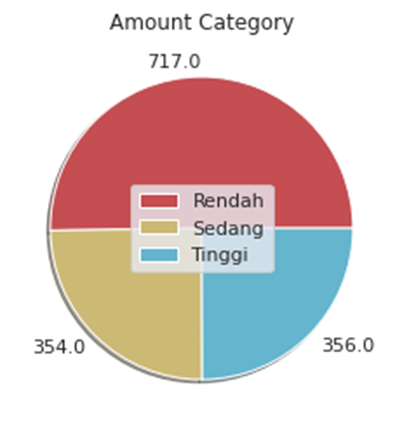 Amount Category
717.0
Rendah
Sedang
Tinggi
354.0
356.0